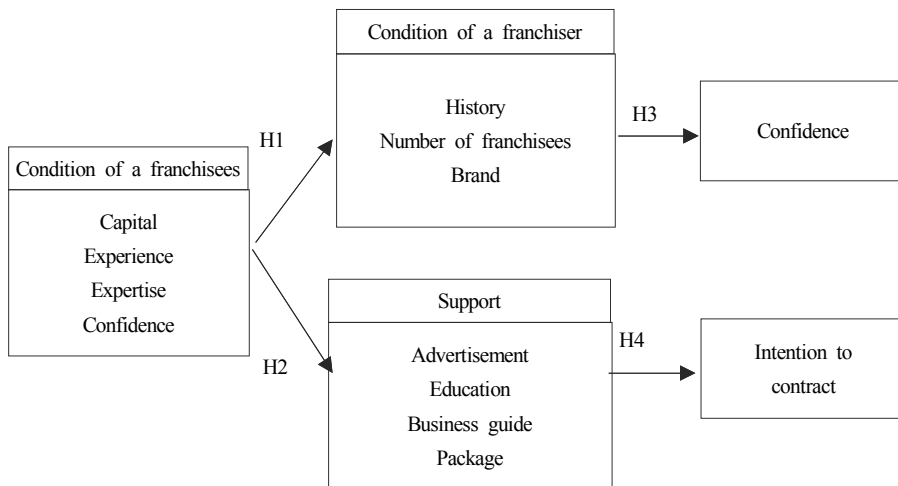 Condition of a franchiser
History
Number of franchisees
Brand
H3
Confidence
H1
Condition of a franchisees
Capital
Experience
Expertise
Confidence
H2
Support
Advertisement
Education
Business guide
Package
H4
Intention to
contract